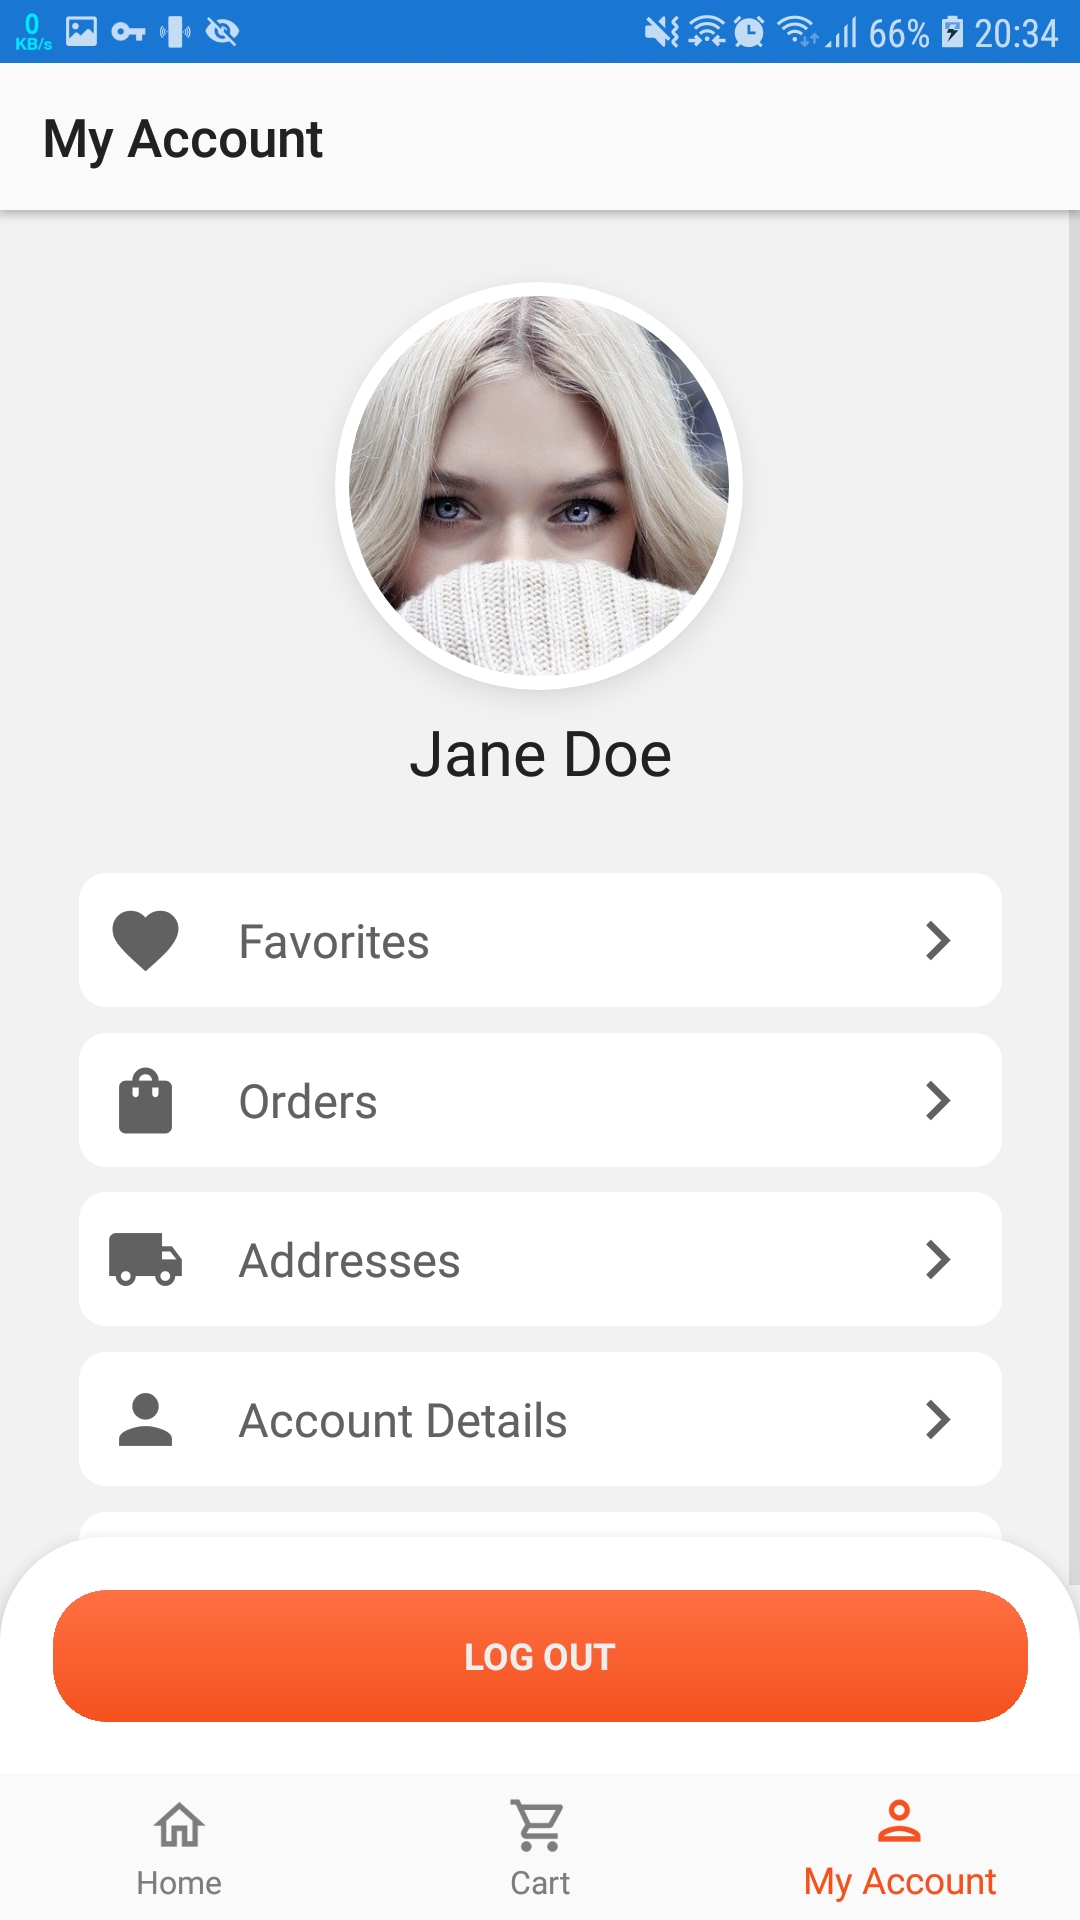 0
KB/s
66%
20:34
My Account
Jane Doe
Favorites
Orders
Addresses
Account Details
LOG OUT
Home
Cart
My Account